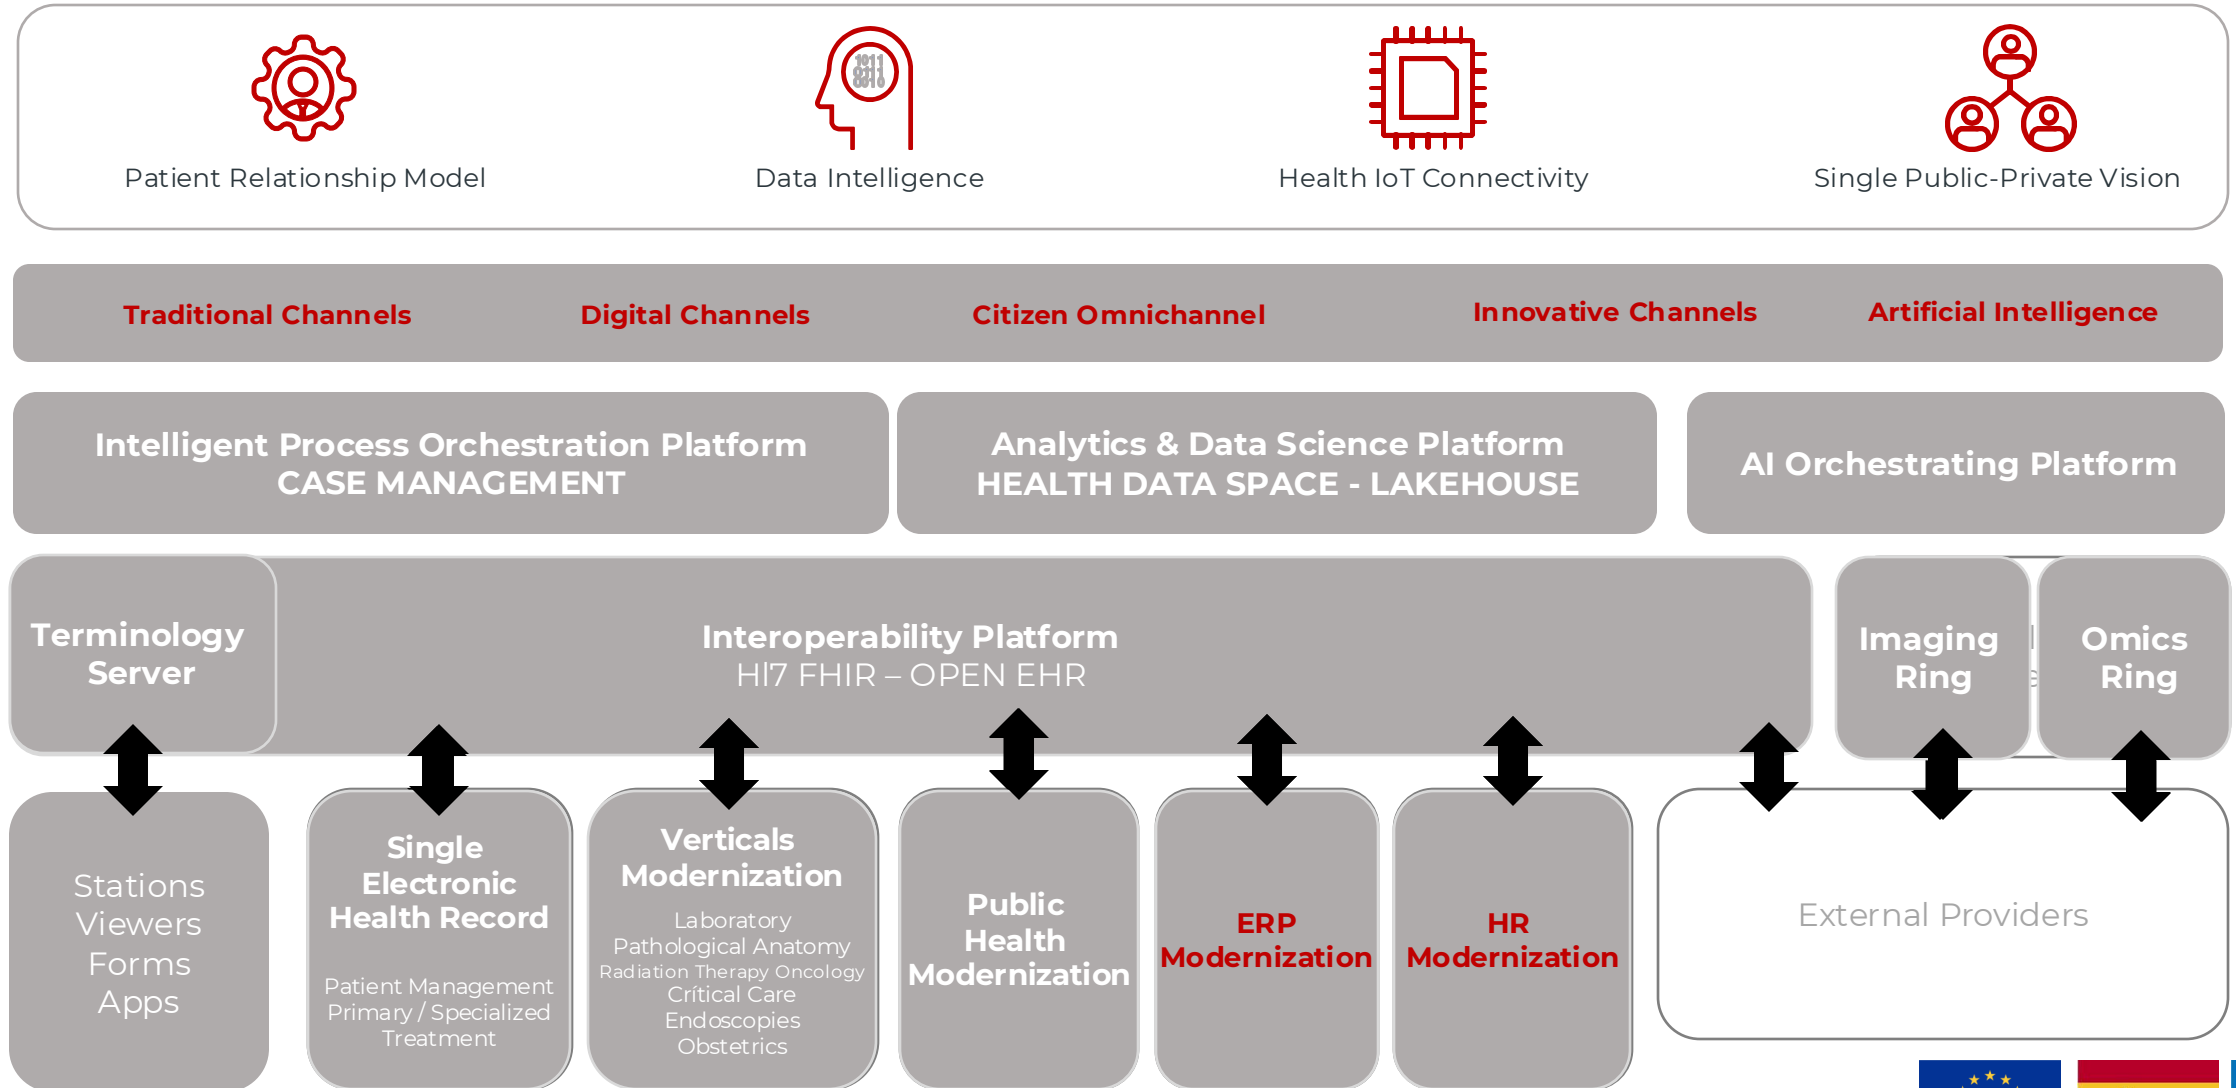 1011
0010
Patient Relationship Model
Data Intelligence
Health IoT Connectivity
Single Public-Private Vision
Traditional Channels
Digital Channels
Citizen Omnichannel
Innovative Channels
Artificial Intelligence
Intelligent Process Orchestration Platform
CASE MANAGEMENT
Analytics & Data Science Platform
HEALTH DATA SPACE - LAKEHOUSE
AI Orchestrating Platform
Terminology
Server
Interoperability Platform
Hl7 FHIR – OPEN EHR
Imaging
Ring
Omics
Ring
Stations
Viewers
Forms
Apps
Single
Electronic
Health Record
Patient Management
Primary / Specialized
Treatment
Verticals
Modernization
Laboratory
Pathological Anatomy
Radiation Therapy Oncology
Crítical Care
Endoscopies
Obstetrics
Public
Health
Modernization
ERP
Modernization
HR
Modernization
External Providers